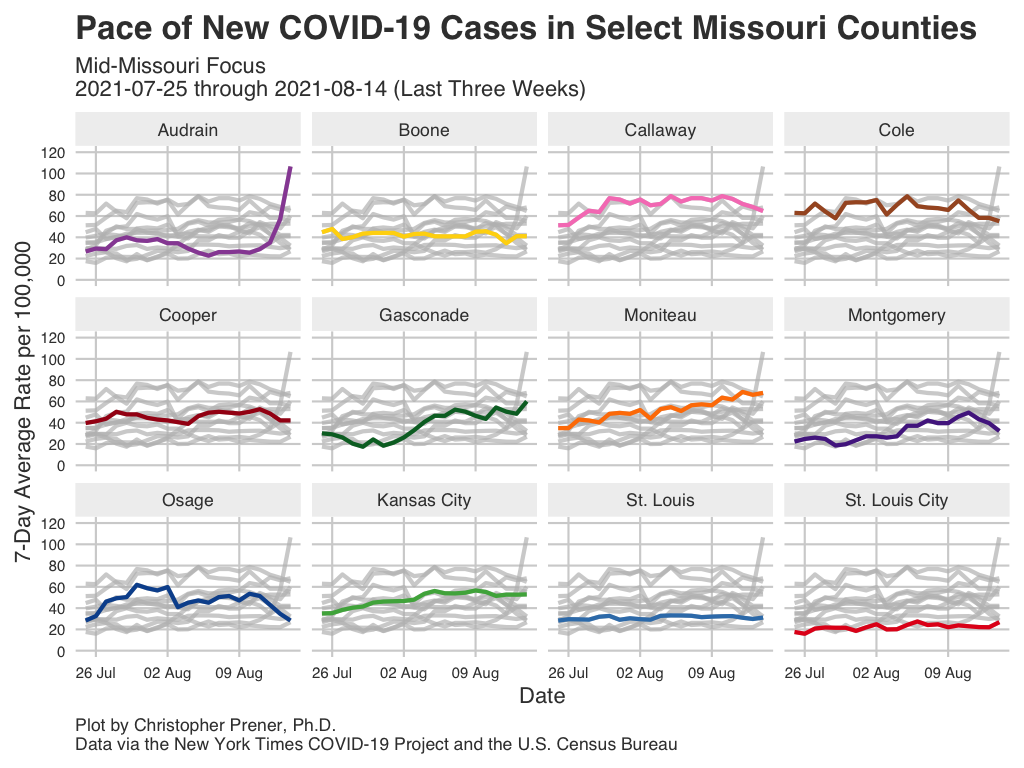 Pace of New COVID-19 Cases in Select Missouri Counties
Mid-Missouri Focus
2021-07-25 through 2021-08-14 (Last Three Weeks)
7-Day Average Rate per 100,000
Audrain Boone Callaway Cole
120
100
80
60
40
20
0
Cooper Gasconade Moniteau Montgomery
120
100
80
60
40
20
0
Osage Kansas City St. Louis St. Louis City
120
100
80
60
40
20
0
26 Jul 02 Aug 09 Aug 26 Jul 02 Aug 09 Aug 26 Jul 02 Aug 09 Aug 26 Jul 02 Aug 09 Aug
Date
Plot by Christopher Prener, Ph.D.
Data via the New York Times COVID-19 Project and the U.S. Census Bureau